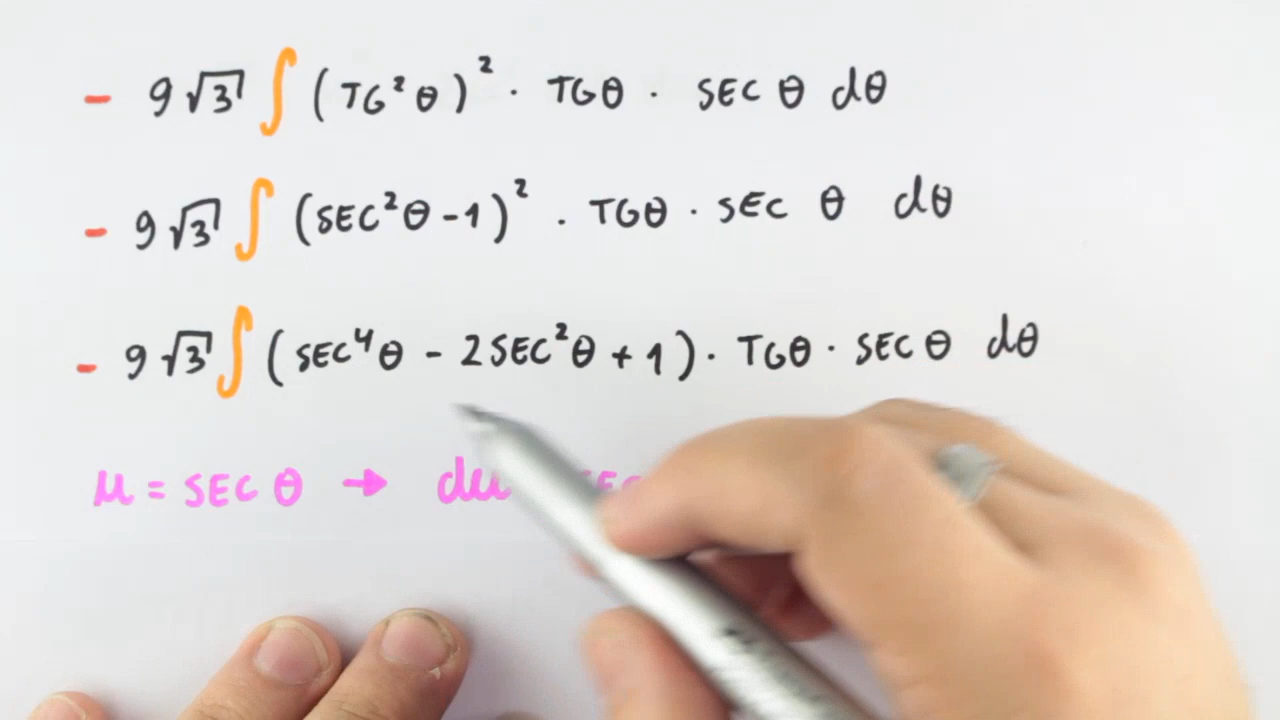 - 9√3 ∫ (TG²θ)² · TGθ · SEC θ dθ
- 9√3 ∫ (SEC²θ-1)² · TGθ · SEC θ dθ
- 9√3 ∫ (SEC⁴θ - 2SEC²θ + 1) · TGθ · SEC θ dθ
u = SEC θ → du